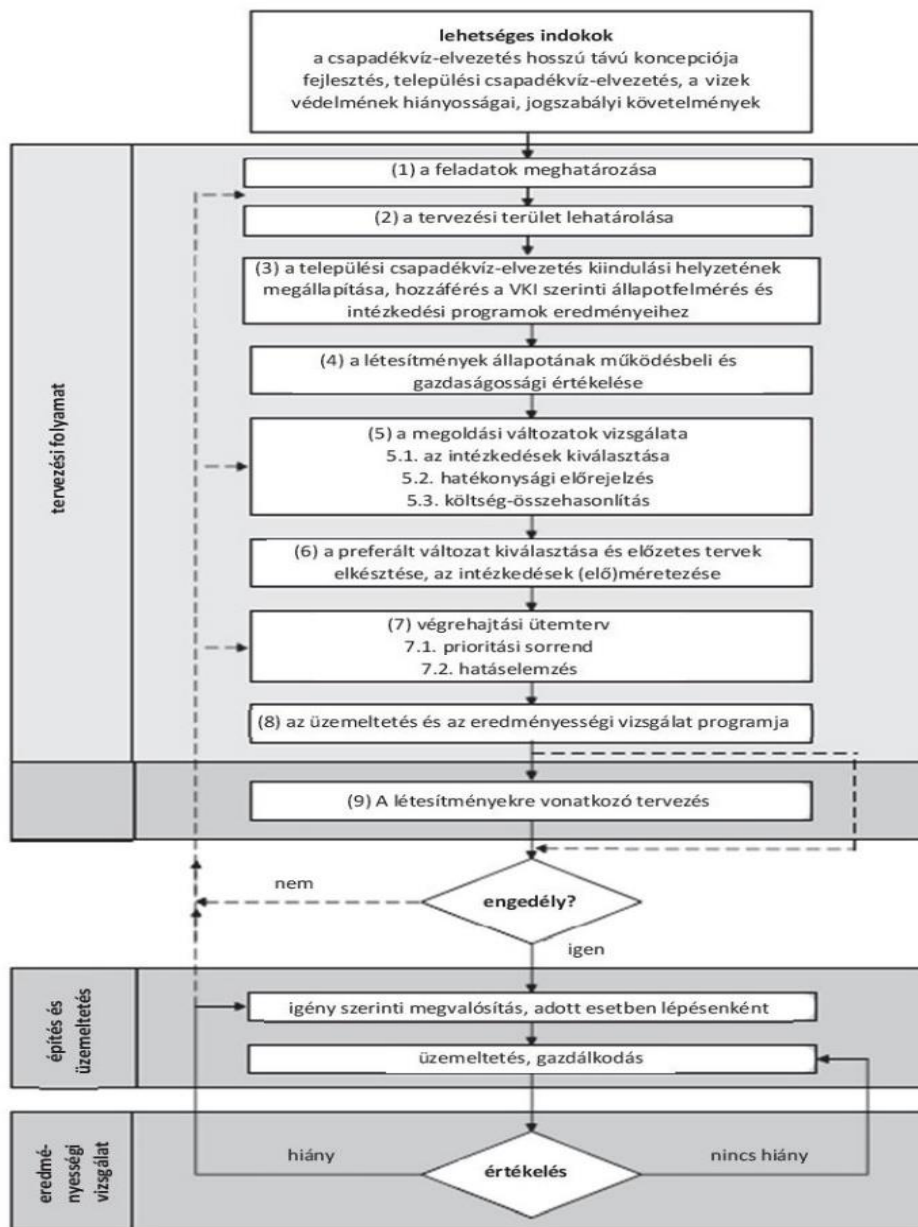 lehetséges indokok
a csapadékvíz-elvezetés hosszú távú koncepciója
fejlesztés, települési csapadékvíz-elvezetés, a vizek
védelmének hiányosságai, jogszabályi követelmények
tervezési folyamat
(1) a feladatok meghatározása
(2) a tervezési terület lehatárolása
(3) a települési csapadékvíz-elvezetés kiindulási helyzetének
megállapítása, hozzáférés a VKI szerinti állapotfelmérés és
intézkedési programok eredményeihez
(4) a létesítmények állapotának működésbeli és
gazdaságossági értékelése
(5) a megoldási változatok vizsgálata
5.1. az intézkedések kiválasztása
5.2. hatékonysági előrejelzés
5.3. költség-összehasonlítás
(6) a preferált változat kiválasztása és előzetes tervek
elkésztése, az intézkedések (elő)méretezése
(7) végrehajtási ütemterv
7.1. prioritási sorrend
7.2. hatáselemzés
(8) az üzemeltetés és az eredményességi vizsgálat programja
(9) A létesítményekre vonatkozó tervezés
nem
engedély?
igen
építés és
üzemeltetés
igény szerinti megvalósítás, adott esetben lépésenként
üzemeltetés, gazdálkodás
eredmé-
nyességi
vizsgálat
hiány
értékelés
nincs hiány